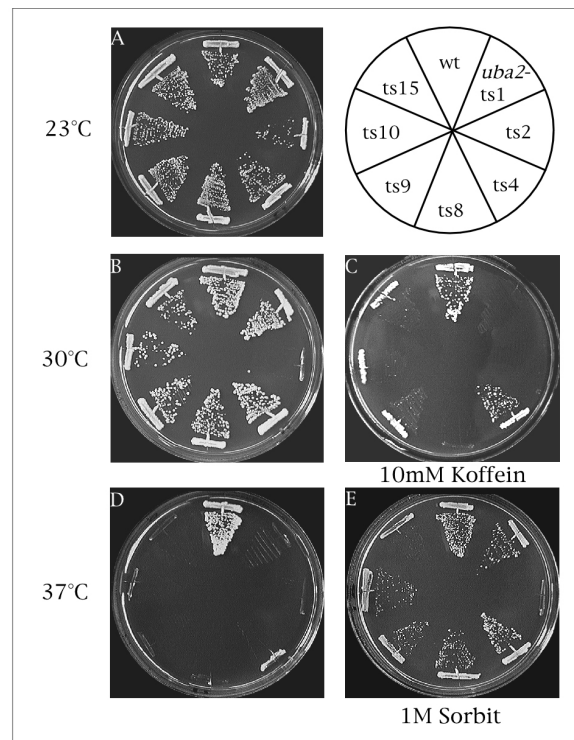 A
23°C
wt
uba2-
ts1
ts2
ts4
ts8
ts9
ts10
ts15
B
30°C
C
10mM Koffein
D
37°C
E
1M Sorbit